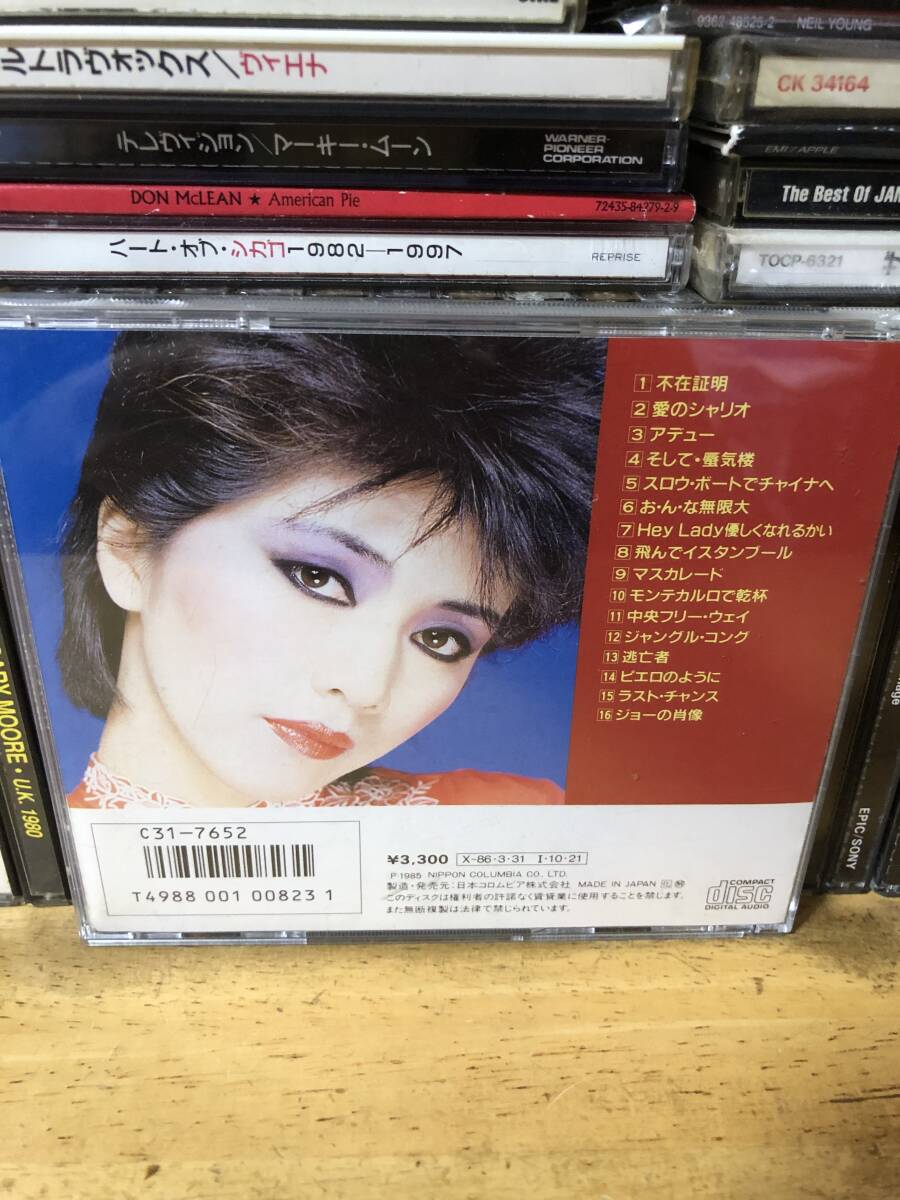 0362 48525-2 NEIL YOUNG
ルトラヴォックス/ヴィエナ
CK 34164
テレヴィジョン/マーキー・ムーン
WARNER-
PIONEER
CORPORATION
EMI/APPLE
DON McLEAN ★ American Pie
72435-84279-2-9
The Best Of JAM
ハート・オブ・シカゴ1982—1997
REPRISE
TOCP-6321
1 不在証明
2 愛のシャリオ
3 アデュー
4 そして・蜃気楼
5 スロウ・ボートでチャイナへ
6 お・ん・な無限大
7 Hey Lady優しくなれるかい
8 飛んでイスタンブール
9 マスカレード
10 モンテカルロで乾杯
11 中央フリー・ウェイ
12 ジャングル・コング
13 逃亡者
14 ピエロのように
15 ラスト・チャンス
16 ジョーの肖像
GARY MOORE • U.K. 1980
EPIC/SONY
C31-7652
T4988 001 00823 1
¥3,300 X-86・3・31 I・10・21
P 1985 NIPPON COLUMBIA CO., LTD.
製造・発売元:日本コロムビア株式会社 MADE IN JAPAN
このディスクは権利者の許諾なく賃貸業に使用することを禁じます。
また無断複製は法律で禁じられています。
COMPACT
disc
DIGITAL AUDIO